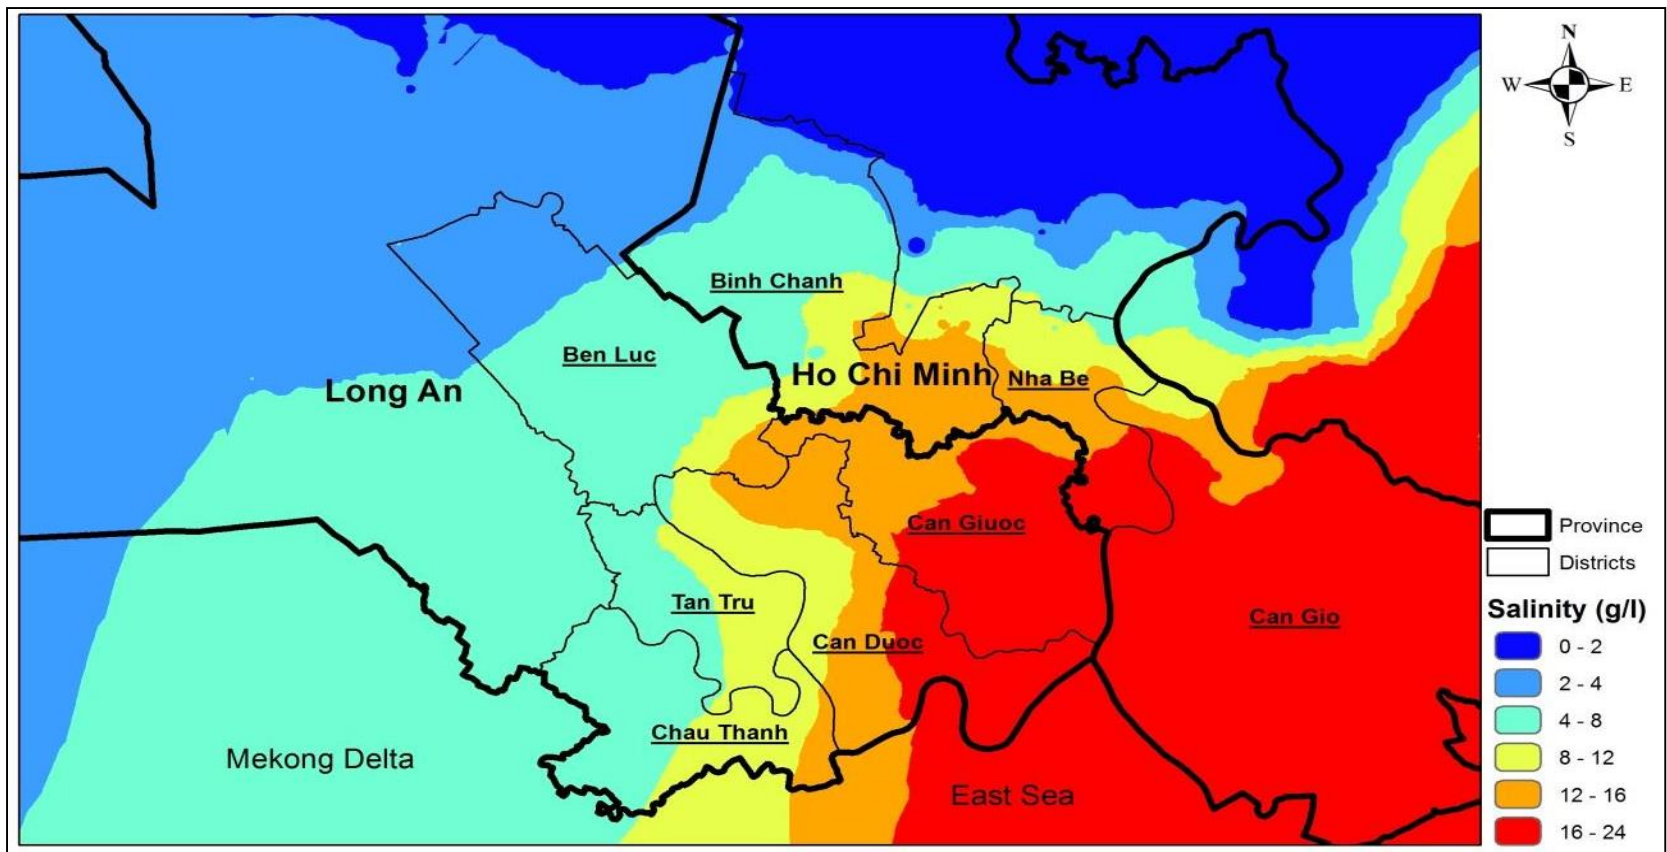 N
W E
S
Binh Chanh
Ben Luc
Ho Chi Minh
Nha Be
Long An
Can Giuoc
Tan Tru
Can Gio
Can Duoc
Chau Thanh
Mekong Delta
East Sea
Province
Districts
Salinity (g/l)
0 - 2
2 - 4
4 - 8
8 - 12
12 - 16
16 - 24